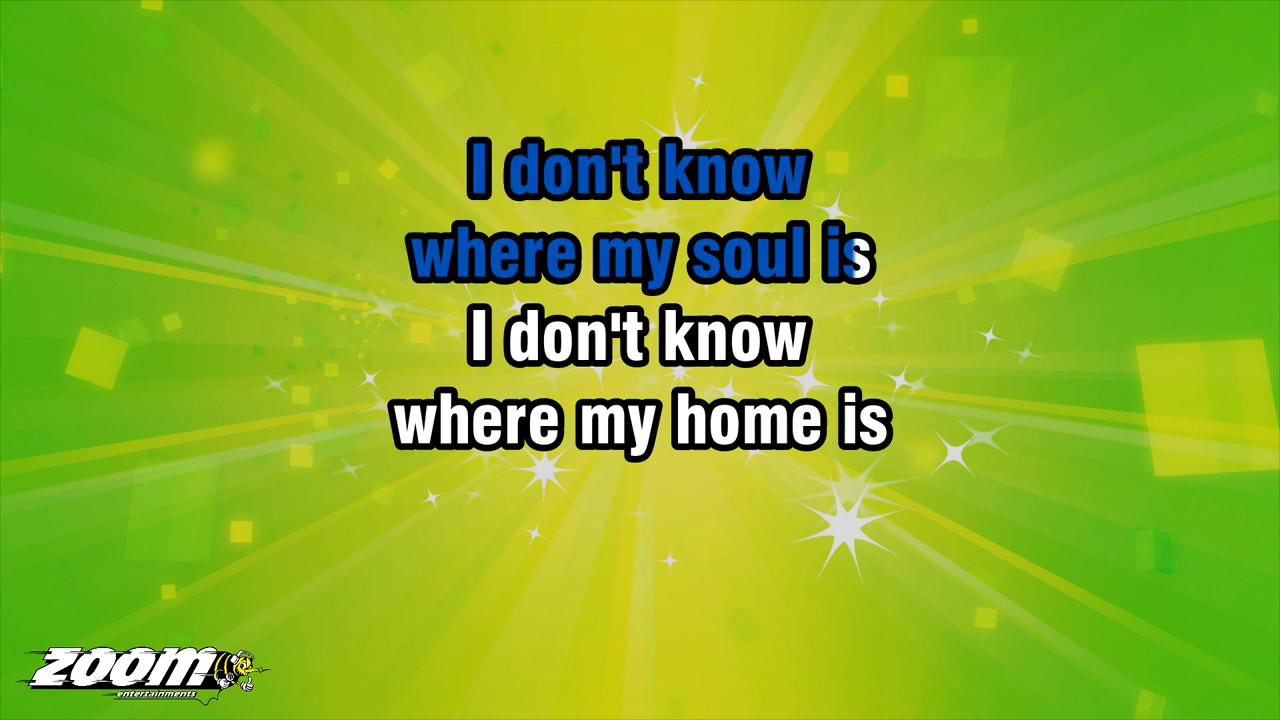 I don't know
where my soul is
I don't know
where my home is
zoom
entertainments